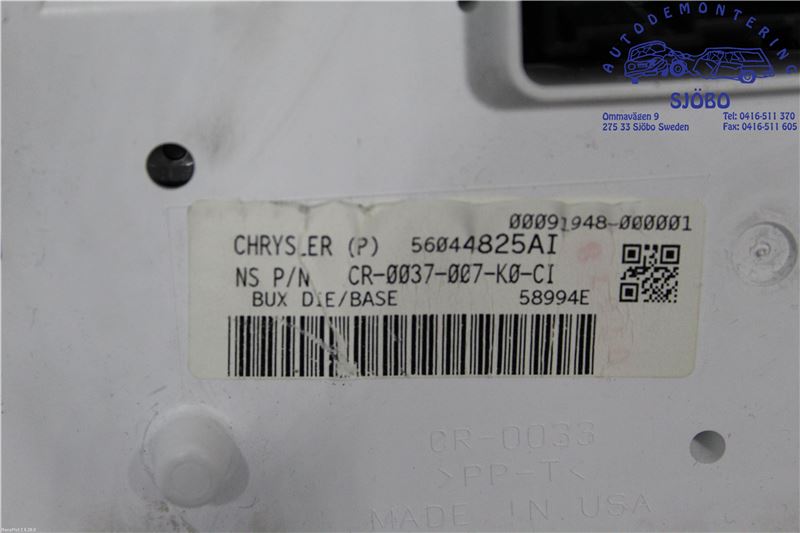 AUTODEMONTERING
SJÖBO
Ommavägen 9
275 33 Sjöbo Sweden
Tel: 0416-511 370
Fax: 0416-511 605
00091948-000001
CHRYSLER (P) 56044825AI
NS P/N CR-0037-007-K0-CI
BUX DIE/BASE 58994E
CR-0033
>PP-T<
MADE IN USA